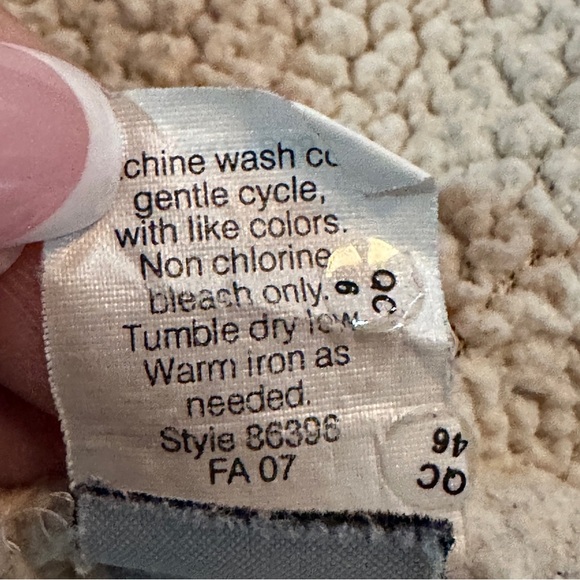 chine wash
gentle cycle,
with like colors.
Non chlorine
bleach only.
Tumble dry low
Warm iron as
needed.
Style 86396
FA 07
QC
6
QC
46